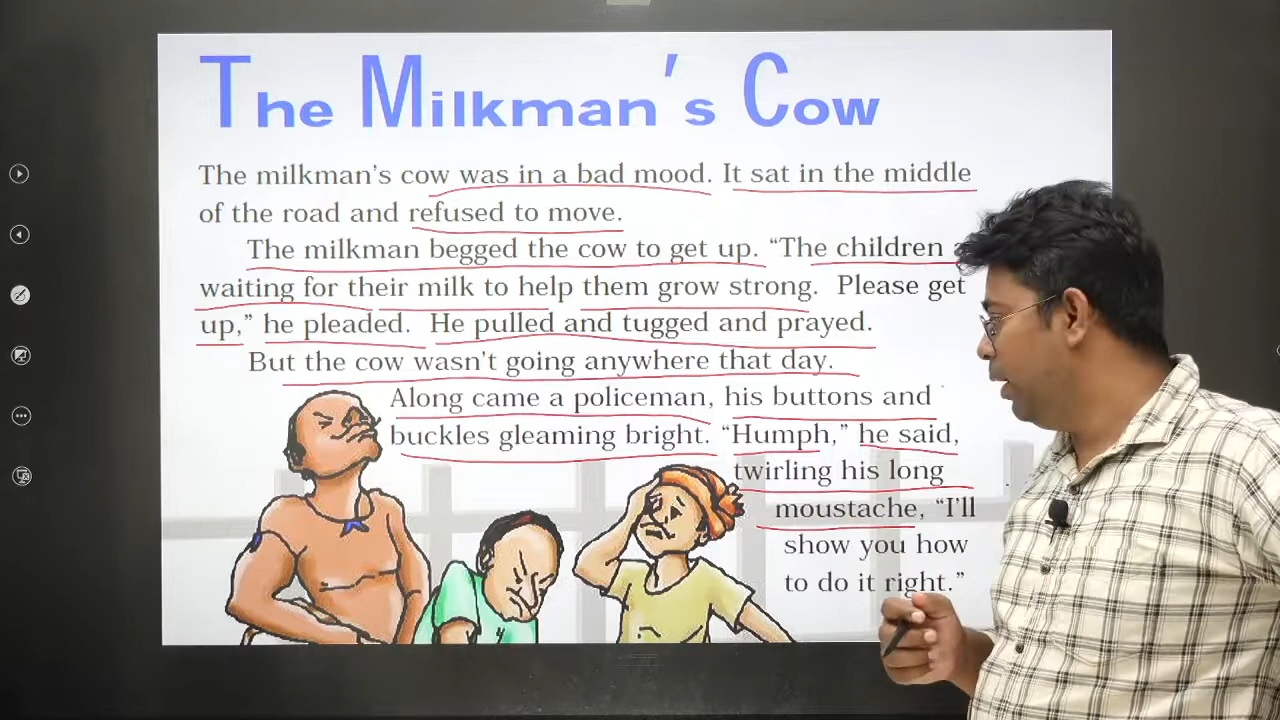 The Milkman's Cow
The milkman's cow was in a bad mood. It sat in the middle
of the road and refused to move.
The milkman begged the cow to get up. “The children
waiting for their milk to help them grow strong. Please get
up,” he pleaded. He pulled and tugged and prayed.
But the cow wasn't going anywhere that day.
Along came a policeman, his buttons and
buckles gleaming bright. “Humph,” he said,
twirling his long
moustache, “I'll
show you how
to do it right.”